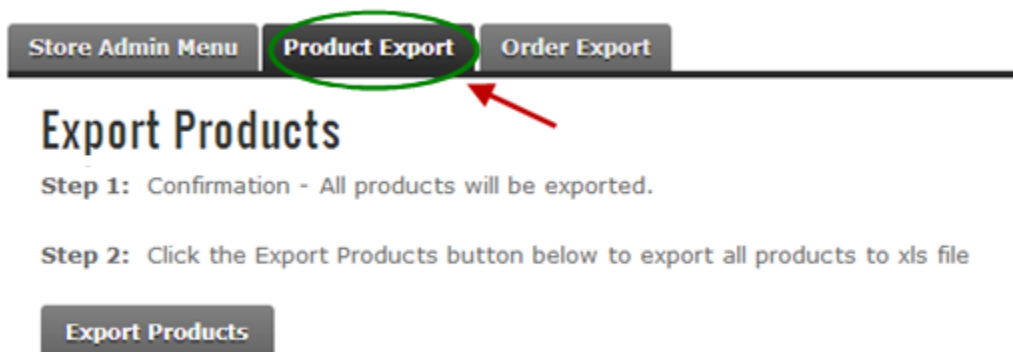 Store Admin Menu Product Export Order Export
Export Products
Step 1: Confirmation - All products will be exported.
Step 2: Click the Export Products button below to export all products to xls file
Export Products